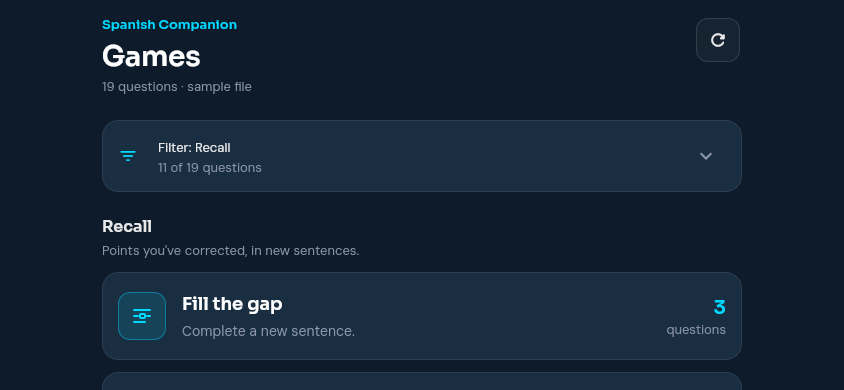 Spanish Companion
Games
19 questions · sample file
Filter: Recall
11 of 19 questions
Recall
Points you've corrected, in new sentences.
Fill the gap
3
Complete a new sentence.
questions